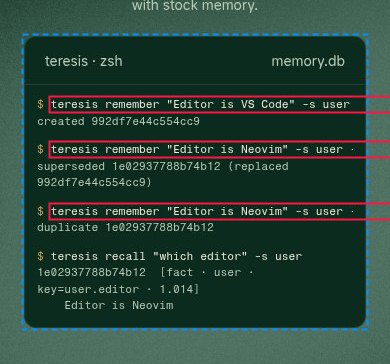 with stock memory.
teresis · zsh
memory.db
$ teresis remember "Editor is VS Code" -s user
created 992df7e44c554cc9
$ teresis remember "Editor is Neovim" -s user ·
superseded 1e02937788b74b12 (replaced
992df7e44c554cc9)
$ teresis remember "Editor is Neovim" -s user ·
duplicate 1e02937788b74b12
$ teresis recall "which editor" -s user
1e02937788b74b12 [fact · user ·
key=user.editor · 1.014]
Editor is Neovim